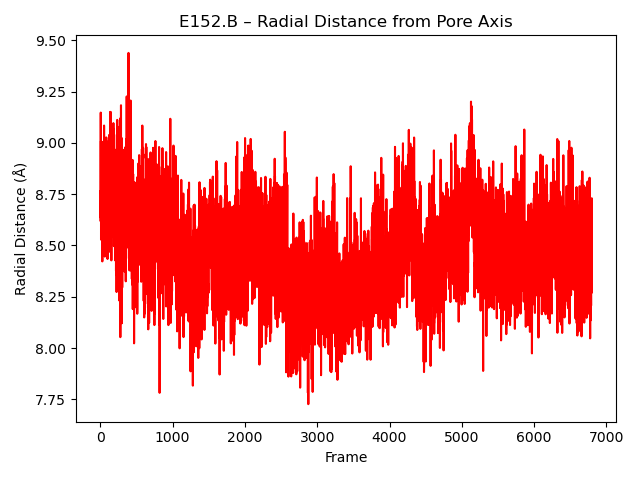 E152.B – Radial Distance from Pore Axis
Radial Distance (Å)
9.50
9.25
9.00
8.75
8.50
8.25
8.00
7.75
0 1000 2000 3000 4000 5000 6000 7000
Frame